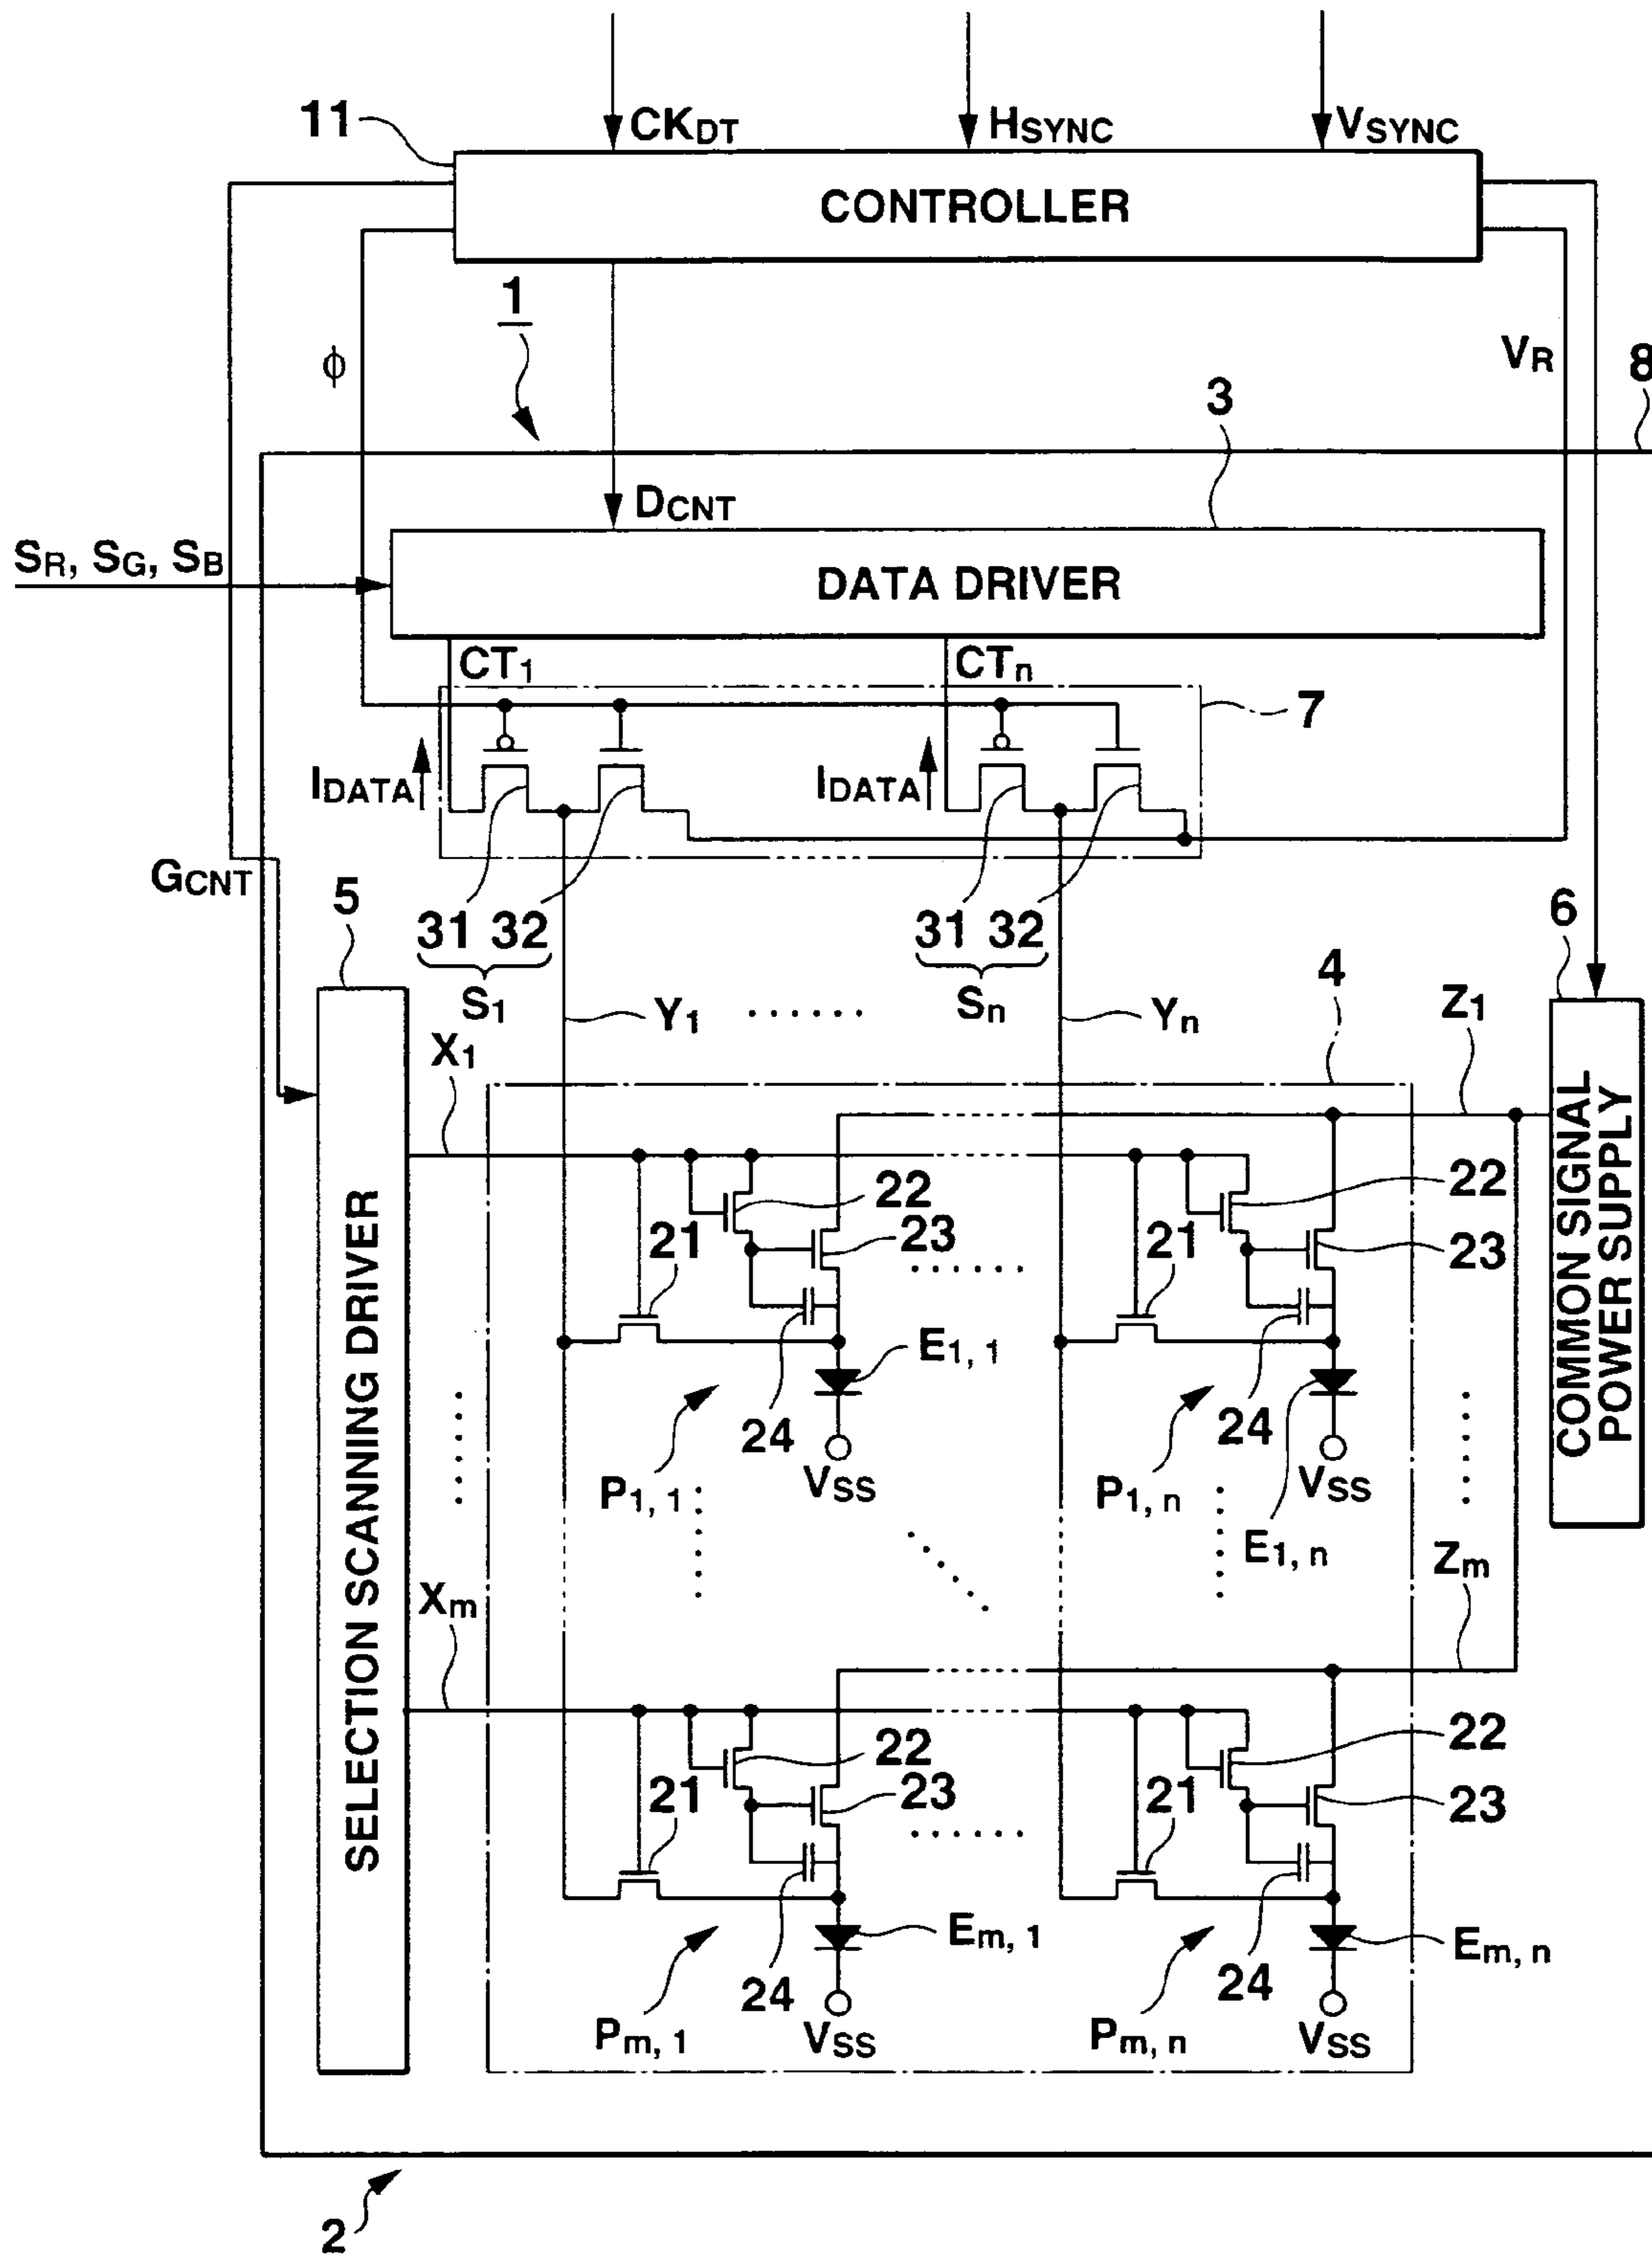 11
CK_DT
H_SYNC
V_SYNC
CONTROLLER
1
ϕ
V_R
8
3
D_CNT
S_R, S_G, S_B
DATA DRIVER
CT_1
CT_n
7
I_DATA
I_DATA
G_CNT
5
31 32
31 32
6
S_1
S_n
4
Y_1
Y_n
Z_1
X_1
SELECTION SCANNING DRIVER
COMMON SIGNAL
POWER SUPPLY
22
22
21
23
21
23
E_1, 1
24
24
P_1, 1
V_SS
P_1, n
V_SS
E_1, n
Z_m
X_m
22
22
21
23
21
23
E_m, 1
E_m, n
24
24
P_m, 1
V_SS
P_m, n
V_SS
2